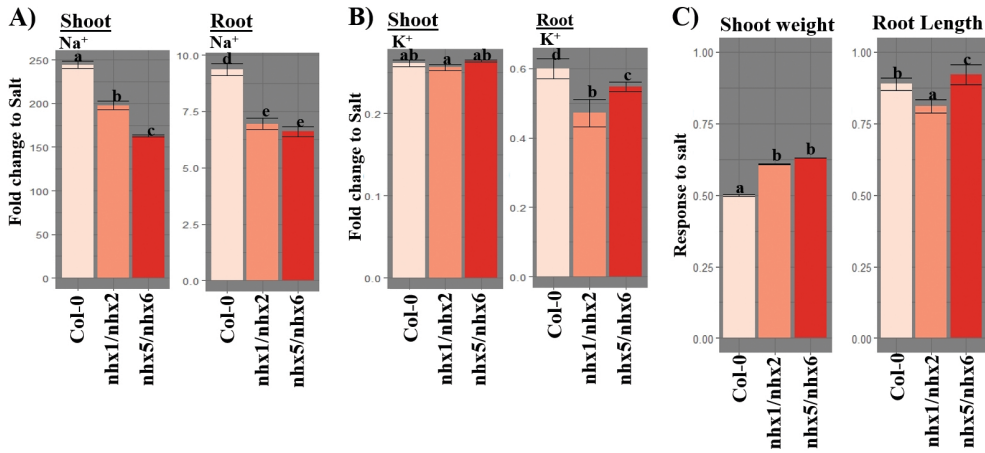 A)
Shoot
Na+
Fold change to Salt
250
200
150
100
50
0
a
b
c
Col-0
nhx1/nhx2
nhx5/nhx6
Root
Na+
10.0
7.5
5.0
2.5
0.0
d
e
e
Col-0
nhx1/nhx2
nhx5/nhx6
B)
Shoot
K+
Fold change to Salt
0.2
0.1
0.0
ab
a
ab
Col-0
nhx1/nhx2
nhx5/nhx6
Root
K+
0.6
0.4
0.2
0.0
d
b
c
Col-0
nhx1/nhx2
nhx5/nhx6
C)
Shoot weight
Response to salt
1.00
0.75
0.50
0.25
0.00
a
b
b
Col-0
nhx1/nhx2
nhx5/nhx6
Root Length
1.00
0.75
0.50
0.25
0.00
b
a
c
Col-0
nhx1/nhx2
nhx5/nhx6